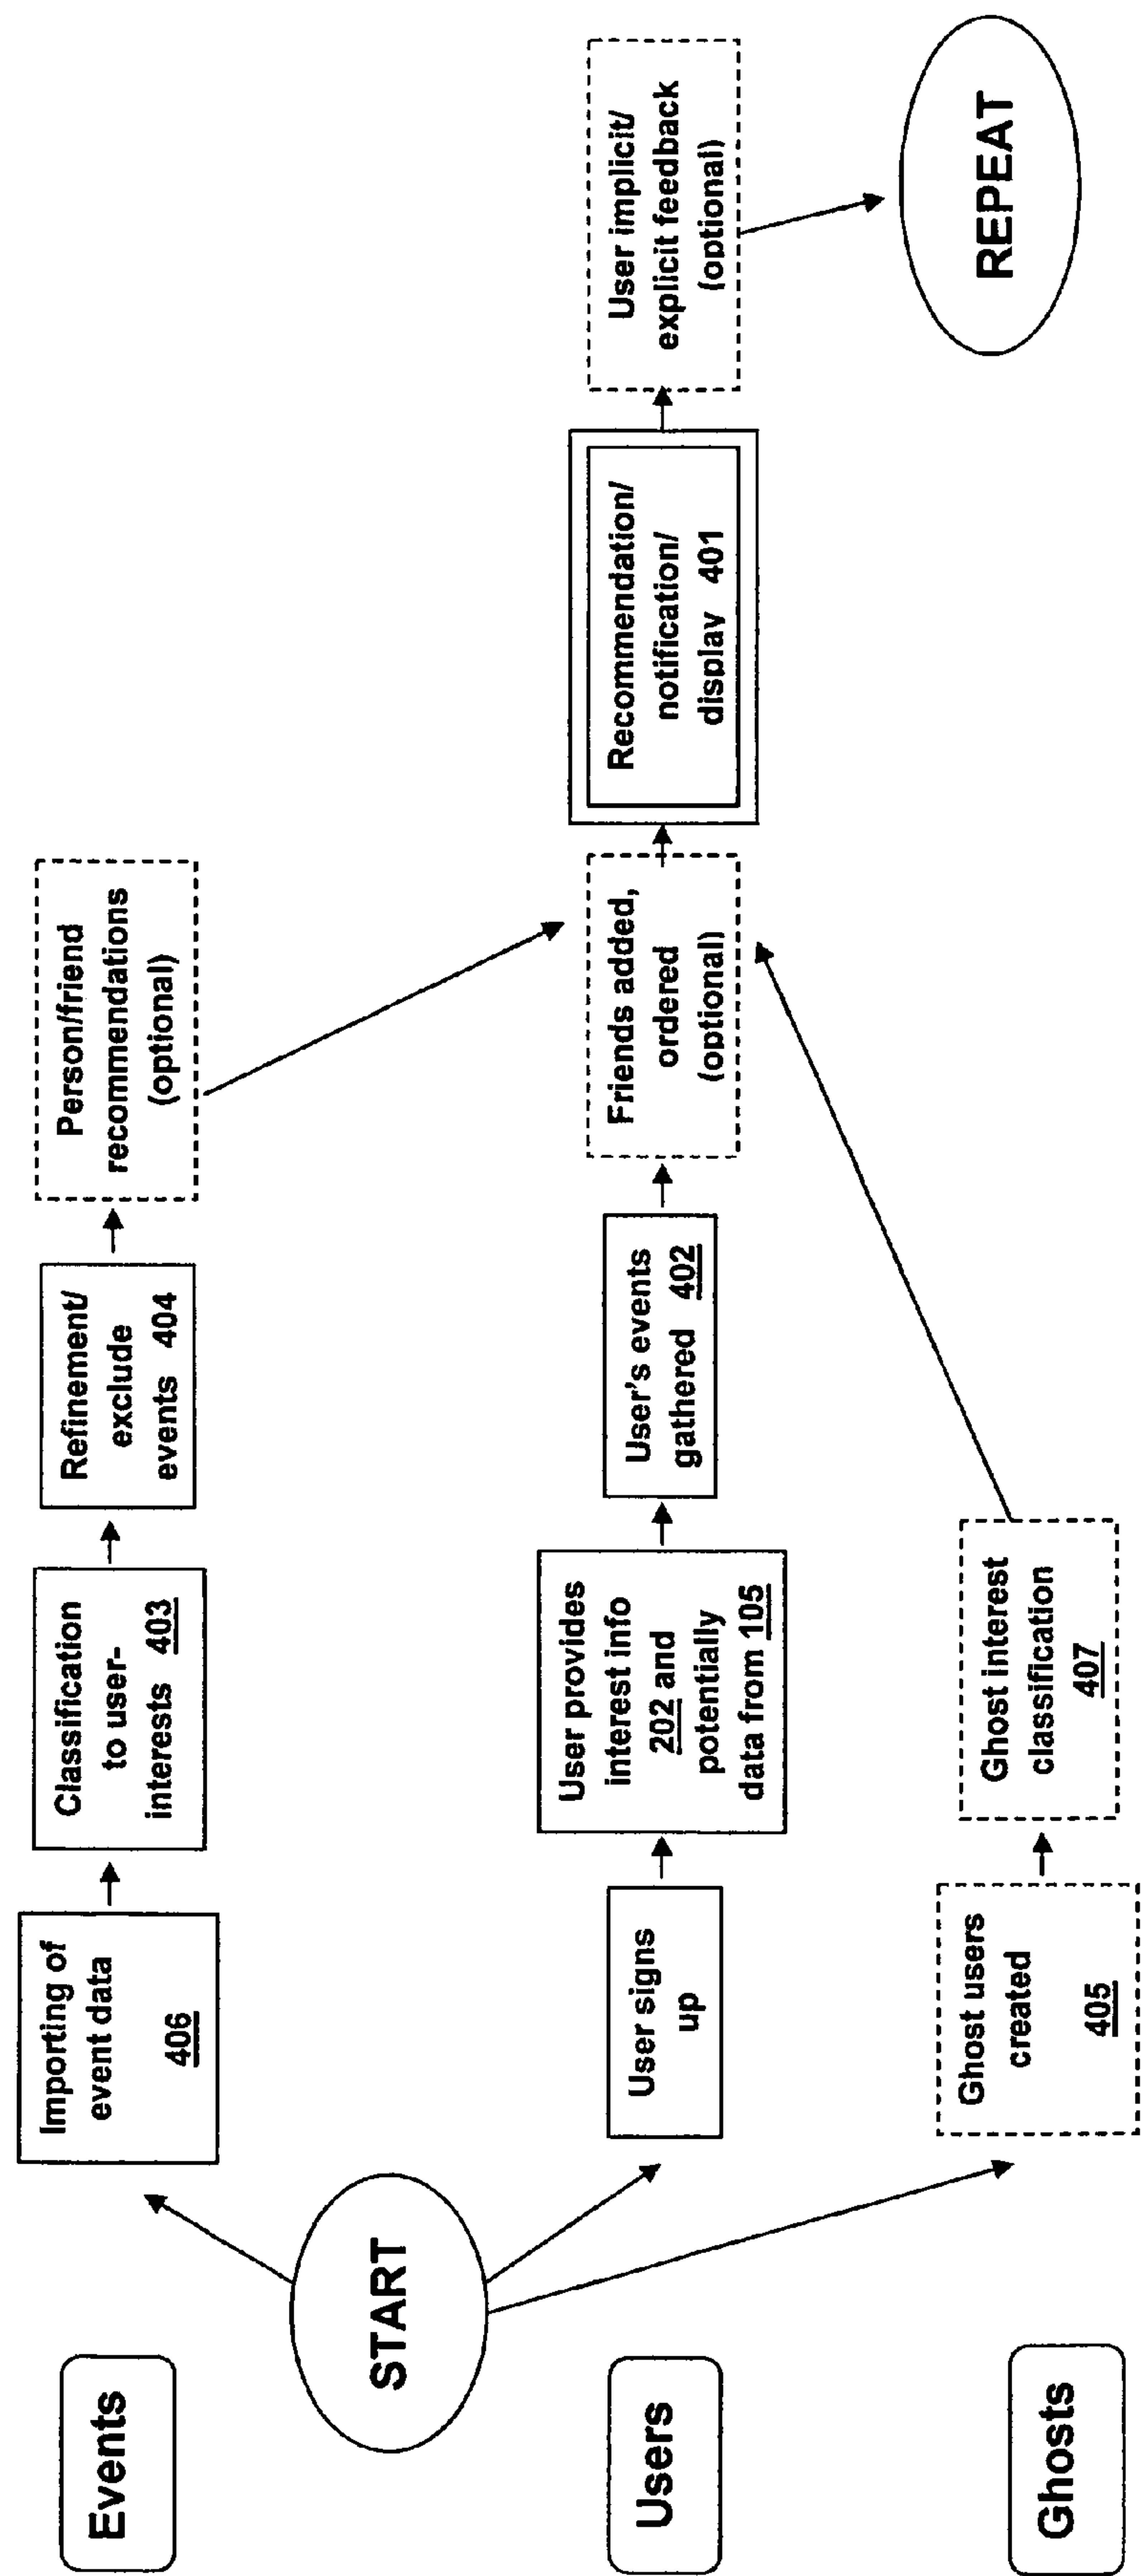 Events
Importing of
event data
406
Classification
to user-
interests 403
Refinement/
exclude
events 404
Person/friend
recommendations
(optional)
START
Users
User signs
up
User provides
interest info
202 and
potentially
data from 105
User's events
gathered 402
Friends added,
ordered
(optional)
Recommendation/
notification/
display 401
User implicit/
explicit feedback
(optional)
REPEAT
Ghosts
Ghost users
created
405
Ghost interest
classification
407